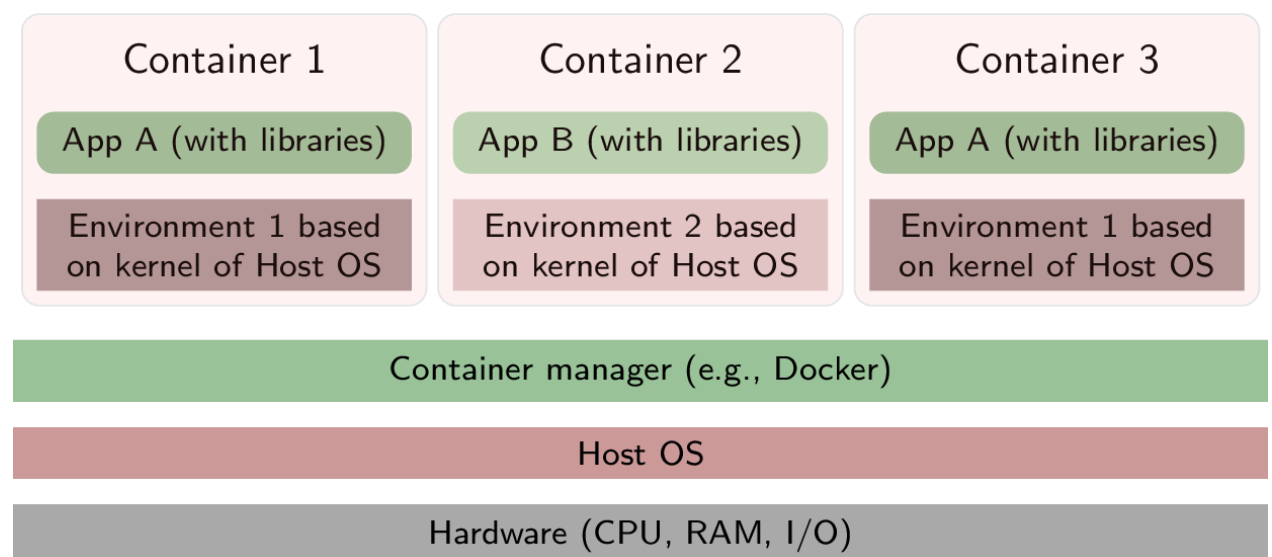 Container 1
App A (with libraries)
Environment 1 based
on kernel of Host OS
Container 2
App B (with libraries)
Environment 2 based
on kernel of Host OS
Container 3
App A (with libraries)
Environment 1 based
on kernel of Host OS
Container manager (e.g., Docker)
Host OS
Hardware (CPU, RAM, I/O)